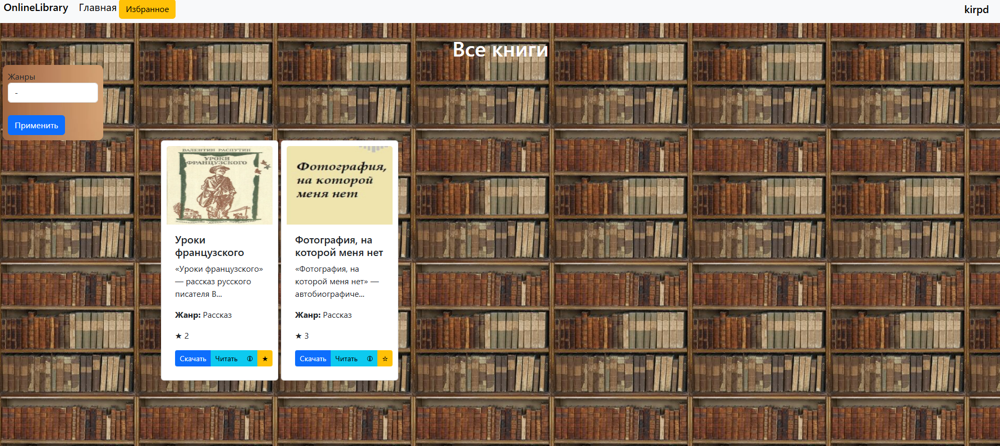 OnlineLibrary Главная Избранное kirpd
Все книги
Жанры
-
Применить
ВАЛЕНТИН РАСПУТИН
УРОКИ
ФРАНЦУЗСКОГО
Уроки
французского
«Уроки французского»
— рассказ русского
писателя В...
Жанр: Рассказ
★ 2
Скачать Читать 🛈 ★
Фотография,
на которой
меня нет
Фотография, на
которой меня нет
«Фотография, на
которой меня нет» —
автобиографиче...
Жанр: Рассказ
★ 3
Скачать Читать 🛈 ☆